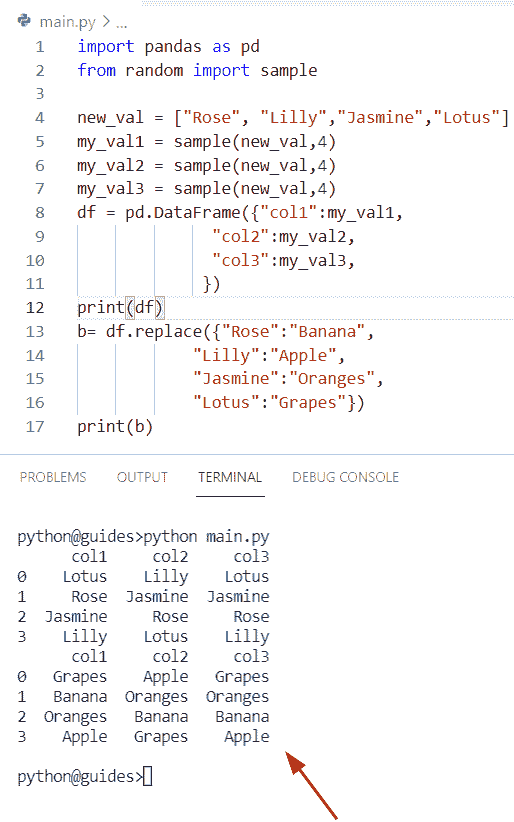 main.py > ...
1 import pandas as pd
2 from random import sample
3
4 new_val = ["Rose", "Lilly","Jasmine","Lotus"]
5 my_val1 = sample(new_val,4)
6 my_val2 = sample(new_val,4)
7 my_val3 = sample(new_val,4)
8 df = pd.DataFrame({"col1":my_val1,
9 "col2":my_val2,
10 "col3":my_val3,
11 })
12 print(df)
13 b= df.replace({"Rose":"Banana",
14 "Lilly":"Apple",
15 "Jasmine":"Oranges",
16 "Lotus":"Grapes"})
17 print(b)
PROBLEMS OUTPUT TERMINAL DEBUG CONSOLE
python@guides>python main.py
col1 col2 col3
0 Lotus Lilly Lotus
1 Rose Jasmine Jasmine
2 Jasmine Rose Rose
3 Lilly Lotus Lilly
col1 col2 col3
0 Grapes Apple Grapes
1 Banana Oranges Oranges
2 Oranges Banana Banana
3 Apple Grapes Apple
python@guides>